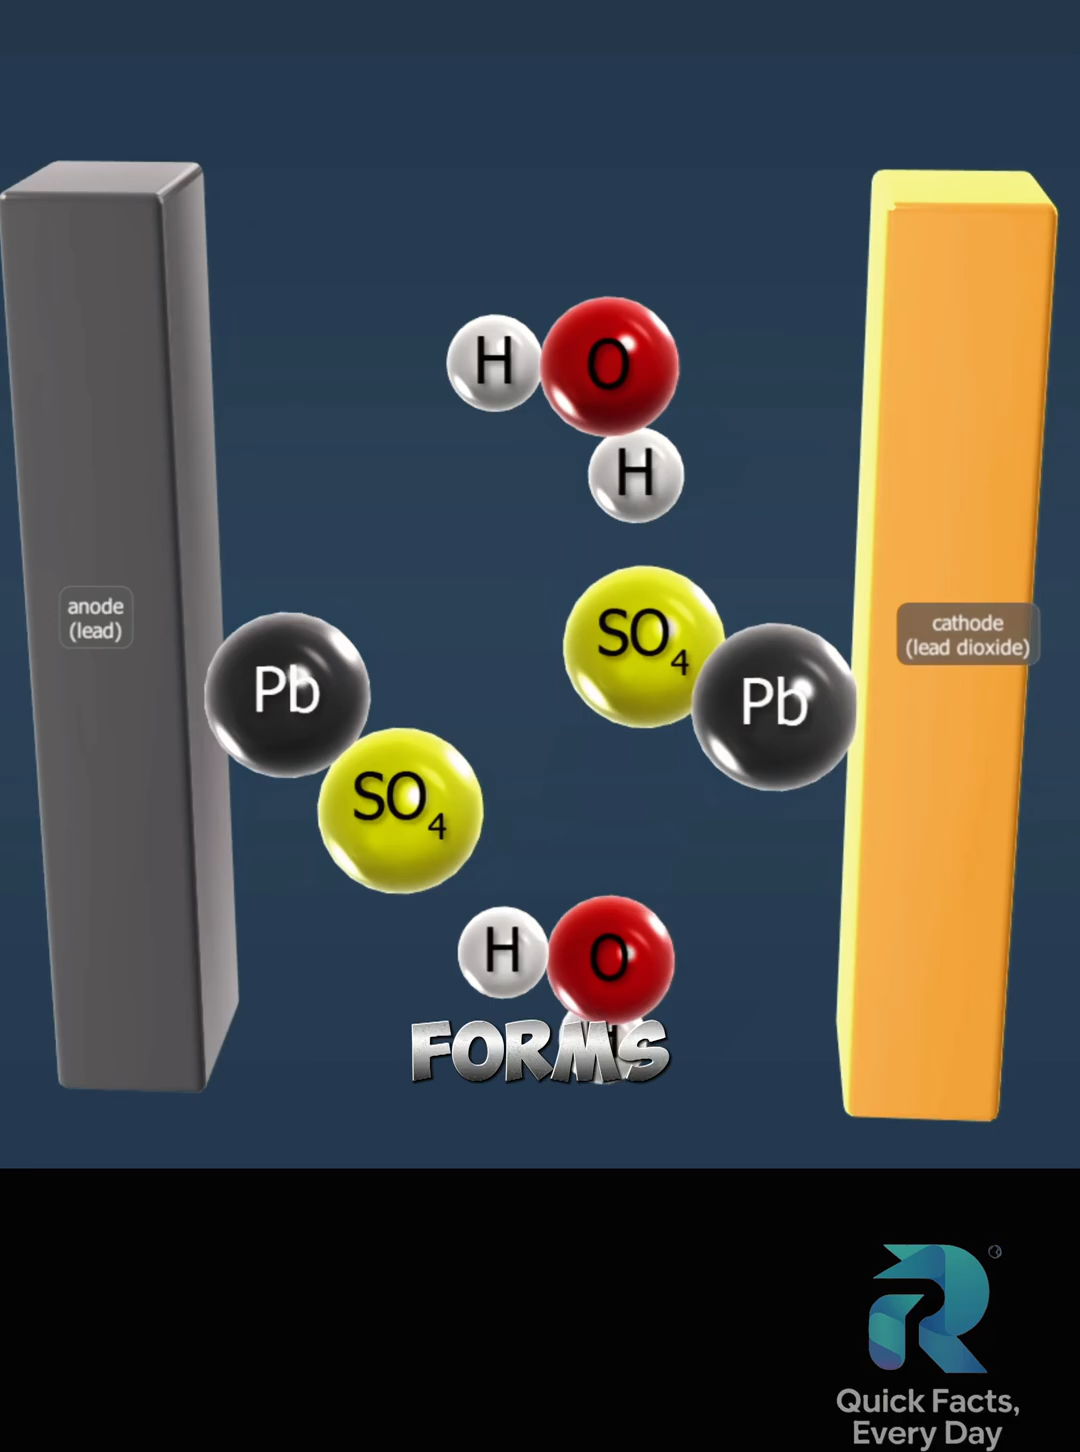 H O
H
anode
(lead)
cathode
(lead dioxide)
SO4
Pb
Pb
SO4
H O
FORMS
Quick Facts,
Every Day